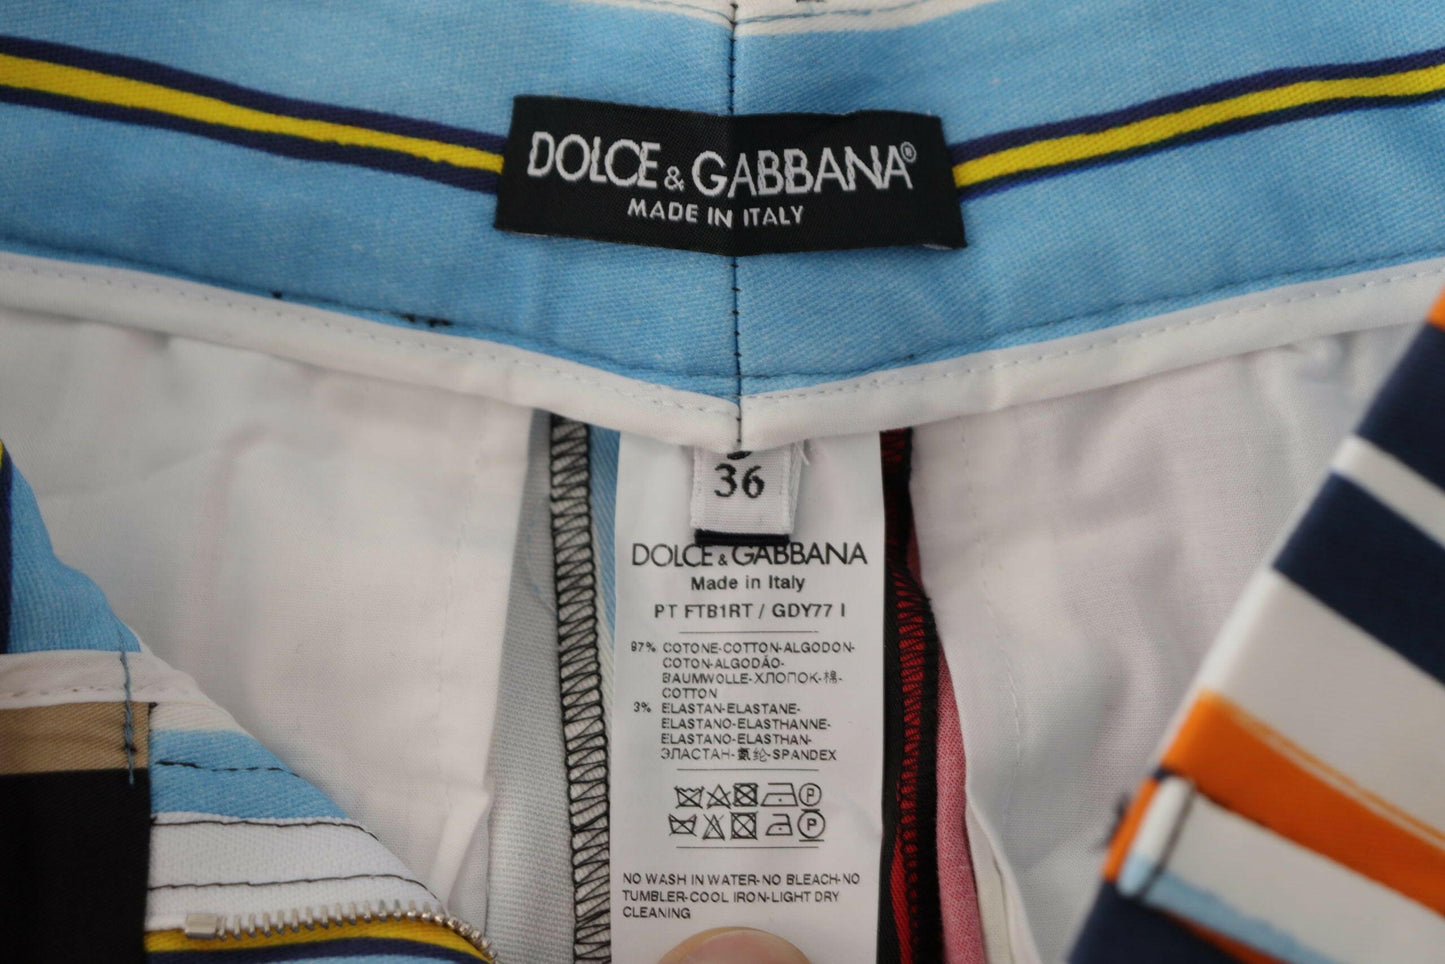 DOLCE & GABBANA®
MADE IN ITALY
36
DOLCE & GABBANA
Made in Italy
PT FTB1RT / GDY77 I
97% COTONE-COTTON-ALGODON-
COTON-ALGODÃO-
BAUMWOLLE-ХЛОПОК-棉-
COTTON
3% ELASTAN-ELASTANE-
ELASTANO-ELASTHANNE-
ELASTANO-ELASTHAN-
ЭЛАСТАН-氨纶-SPANDEX
P
P
NO WASH IN WATER-NO BLEACH-NO
TUMBLER-COOL IRON-LIGHT DRY
CLEANING